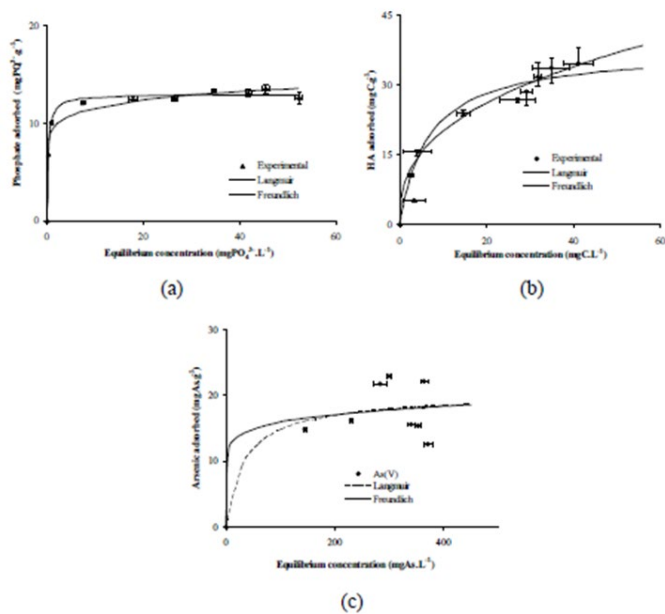 Phosphate adsorbed (mgPO₄³⁻.g⁻¹)
20
10
0
0
20
40
60
Experimental
Langmuir
Freundlich
Equilibrium concentration (mgPO₄³⁻.L⁻¹)
(a)
HA adsorbed (mgC.g⁻¹)
45
30
15
0
0
20
40
60
Experimental
Langmuir
Freundlich
Equilibrium concentration (mgC.L⁻¹)
(b)
Arsenic adsorbed (mgAs.g⁻¹)
30
20
10
0
0
200
400
As(V)
Langmuir
Freundlich
Equilibrium concentration (mgAs.L⁻¹)
(c)